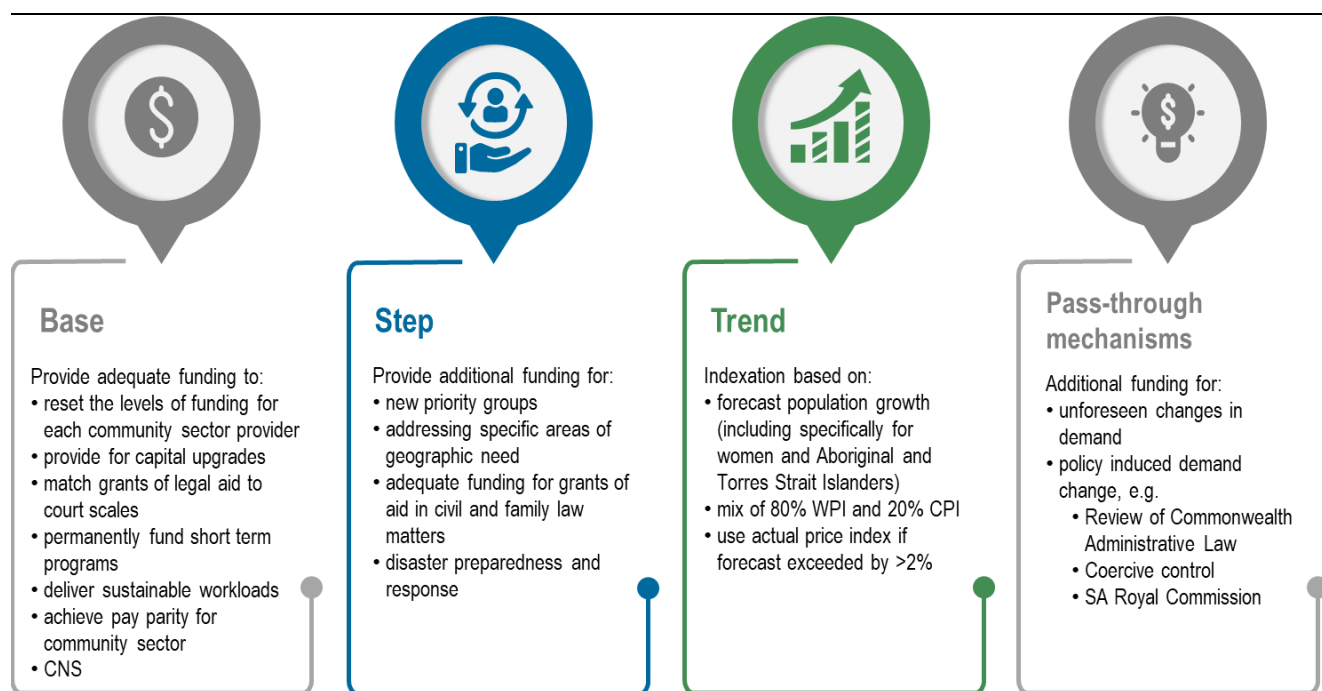 $
$
Base
Provide adequate funding to:
• reset the levels of funding for
each community sector provider
• provide for capital upgrades
• match grants of legal aid to
court scales
• permanently fund short term
programs
• deliver sustainable workloads
• achieve pay parity for
community sector
• CNS
Step
Provide additional funding for:
• new priority groups
• addressing specific areas of
geographic need
• adequate funding for grants of
aid in civil and family law
matters
• disaster preparedness and
response
Trend
Indexation based on:
• forecast population growth
(including specifically for
women and Aboriginal and
Torres Strait Islanders)
• mix of 80% WPI and 20% CPI
• use actual price index if
forecast exceeded by >2%
Pass-through
mechanisms
Additional funding for:
• unforeseen changes in
demand
• policy induced demand
change, e.g.
• Review of Commonwealth
Administrative Law
• Coercive control
• SA Royal Commission